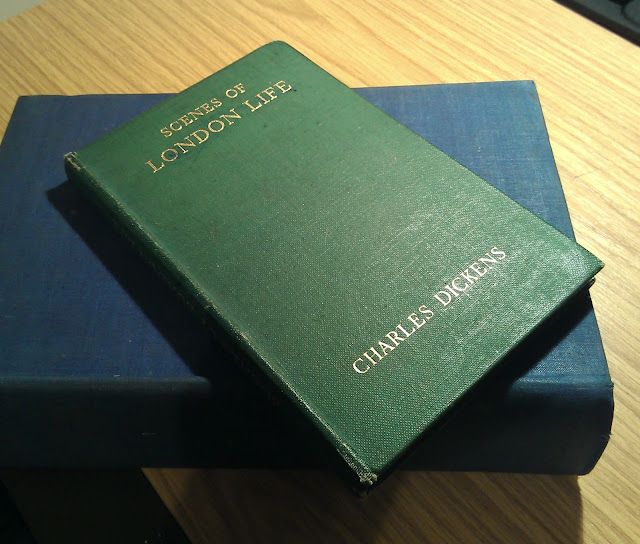 SCENES OF
LONDON LIFE
CHARLES DICKENS